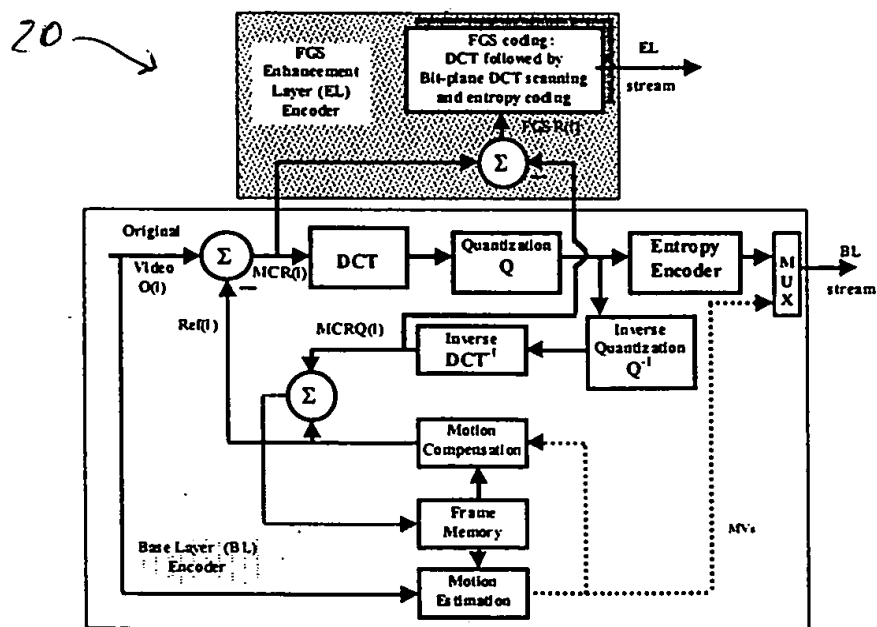 20
FGS
Enhancement
Layer (EL)
Encoder
FGS coding:
DCT followed by
Bit-plane DCT scanning
and entropy coding
EL
stream
FGSR(i)
Σ
Original
Video
O(i)
Σ
MCR(i)
DCT
Quantization
Q
Entropy
Encoder
MUX
BL
stream
Ref(i)
MCRQ(i)
Inverse
DCT⁻¹
Inverse
Quantization
Q⁻¹
Σ
Motion
Compensation
Frame
Memory
MVs
Base Layer (BL)
Encoder
Motion
Estimation